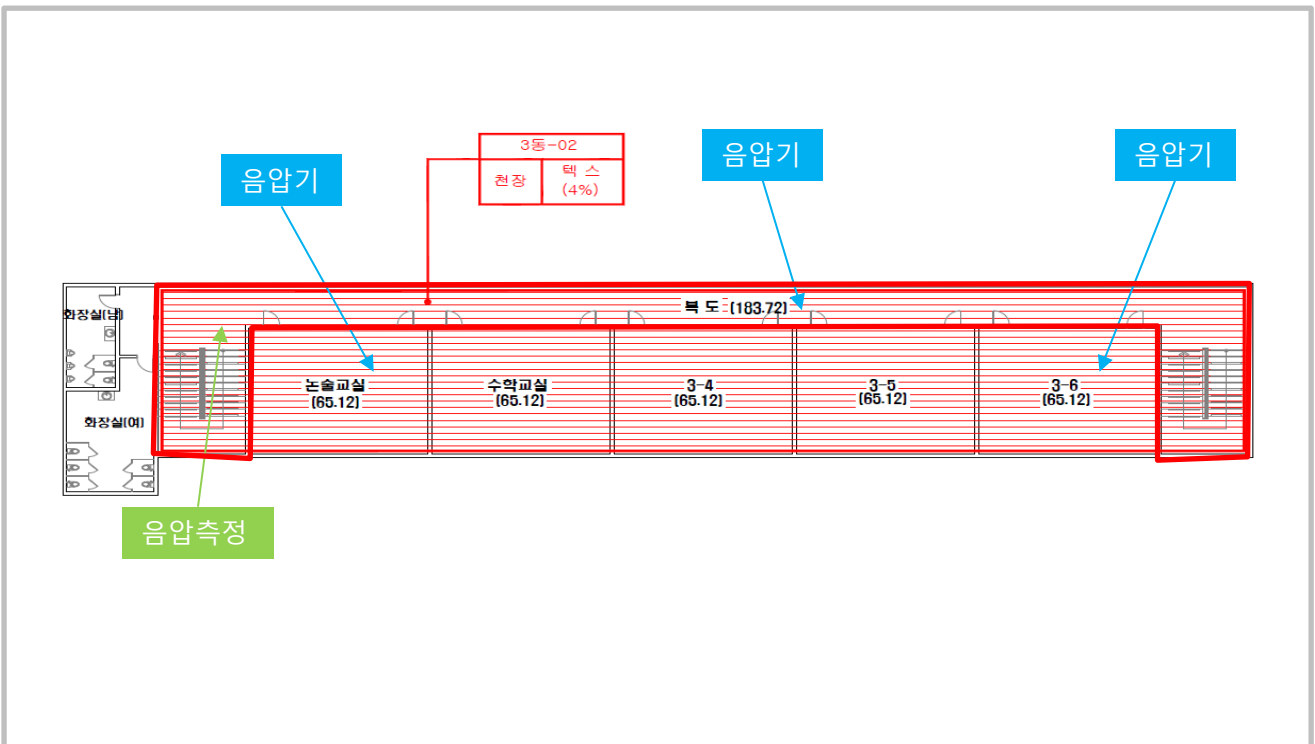 3동-02
천장
텍 스
(4%)
음압기
음압기
음압기
복 도 (183.72)
화장실(남)
논술교실
(65.12)
수학교실
(65.12)
3-4
(65.12)
3-5
(65.12)
3-6
(65.12)
화장실(여)
음압측정